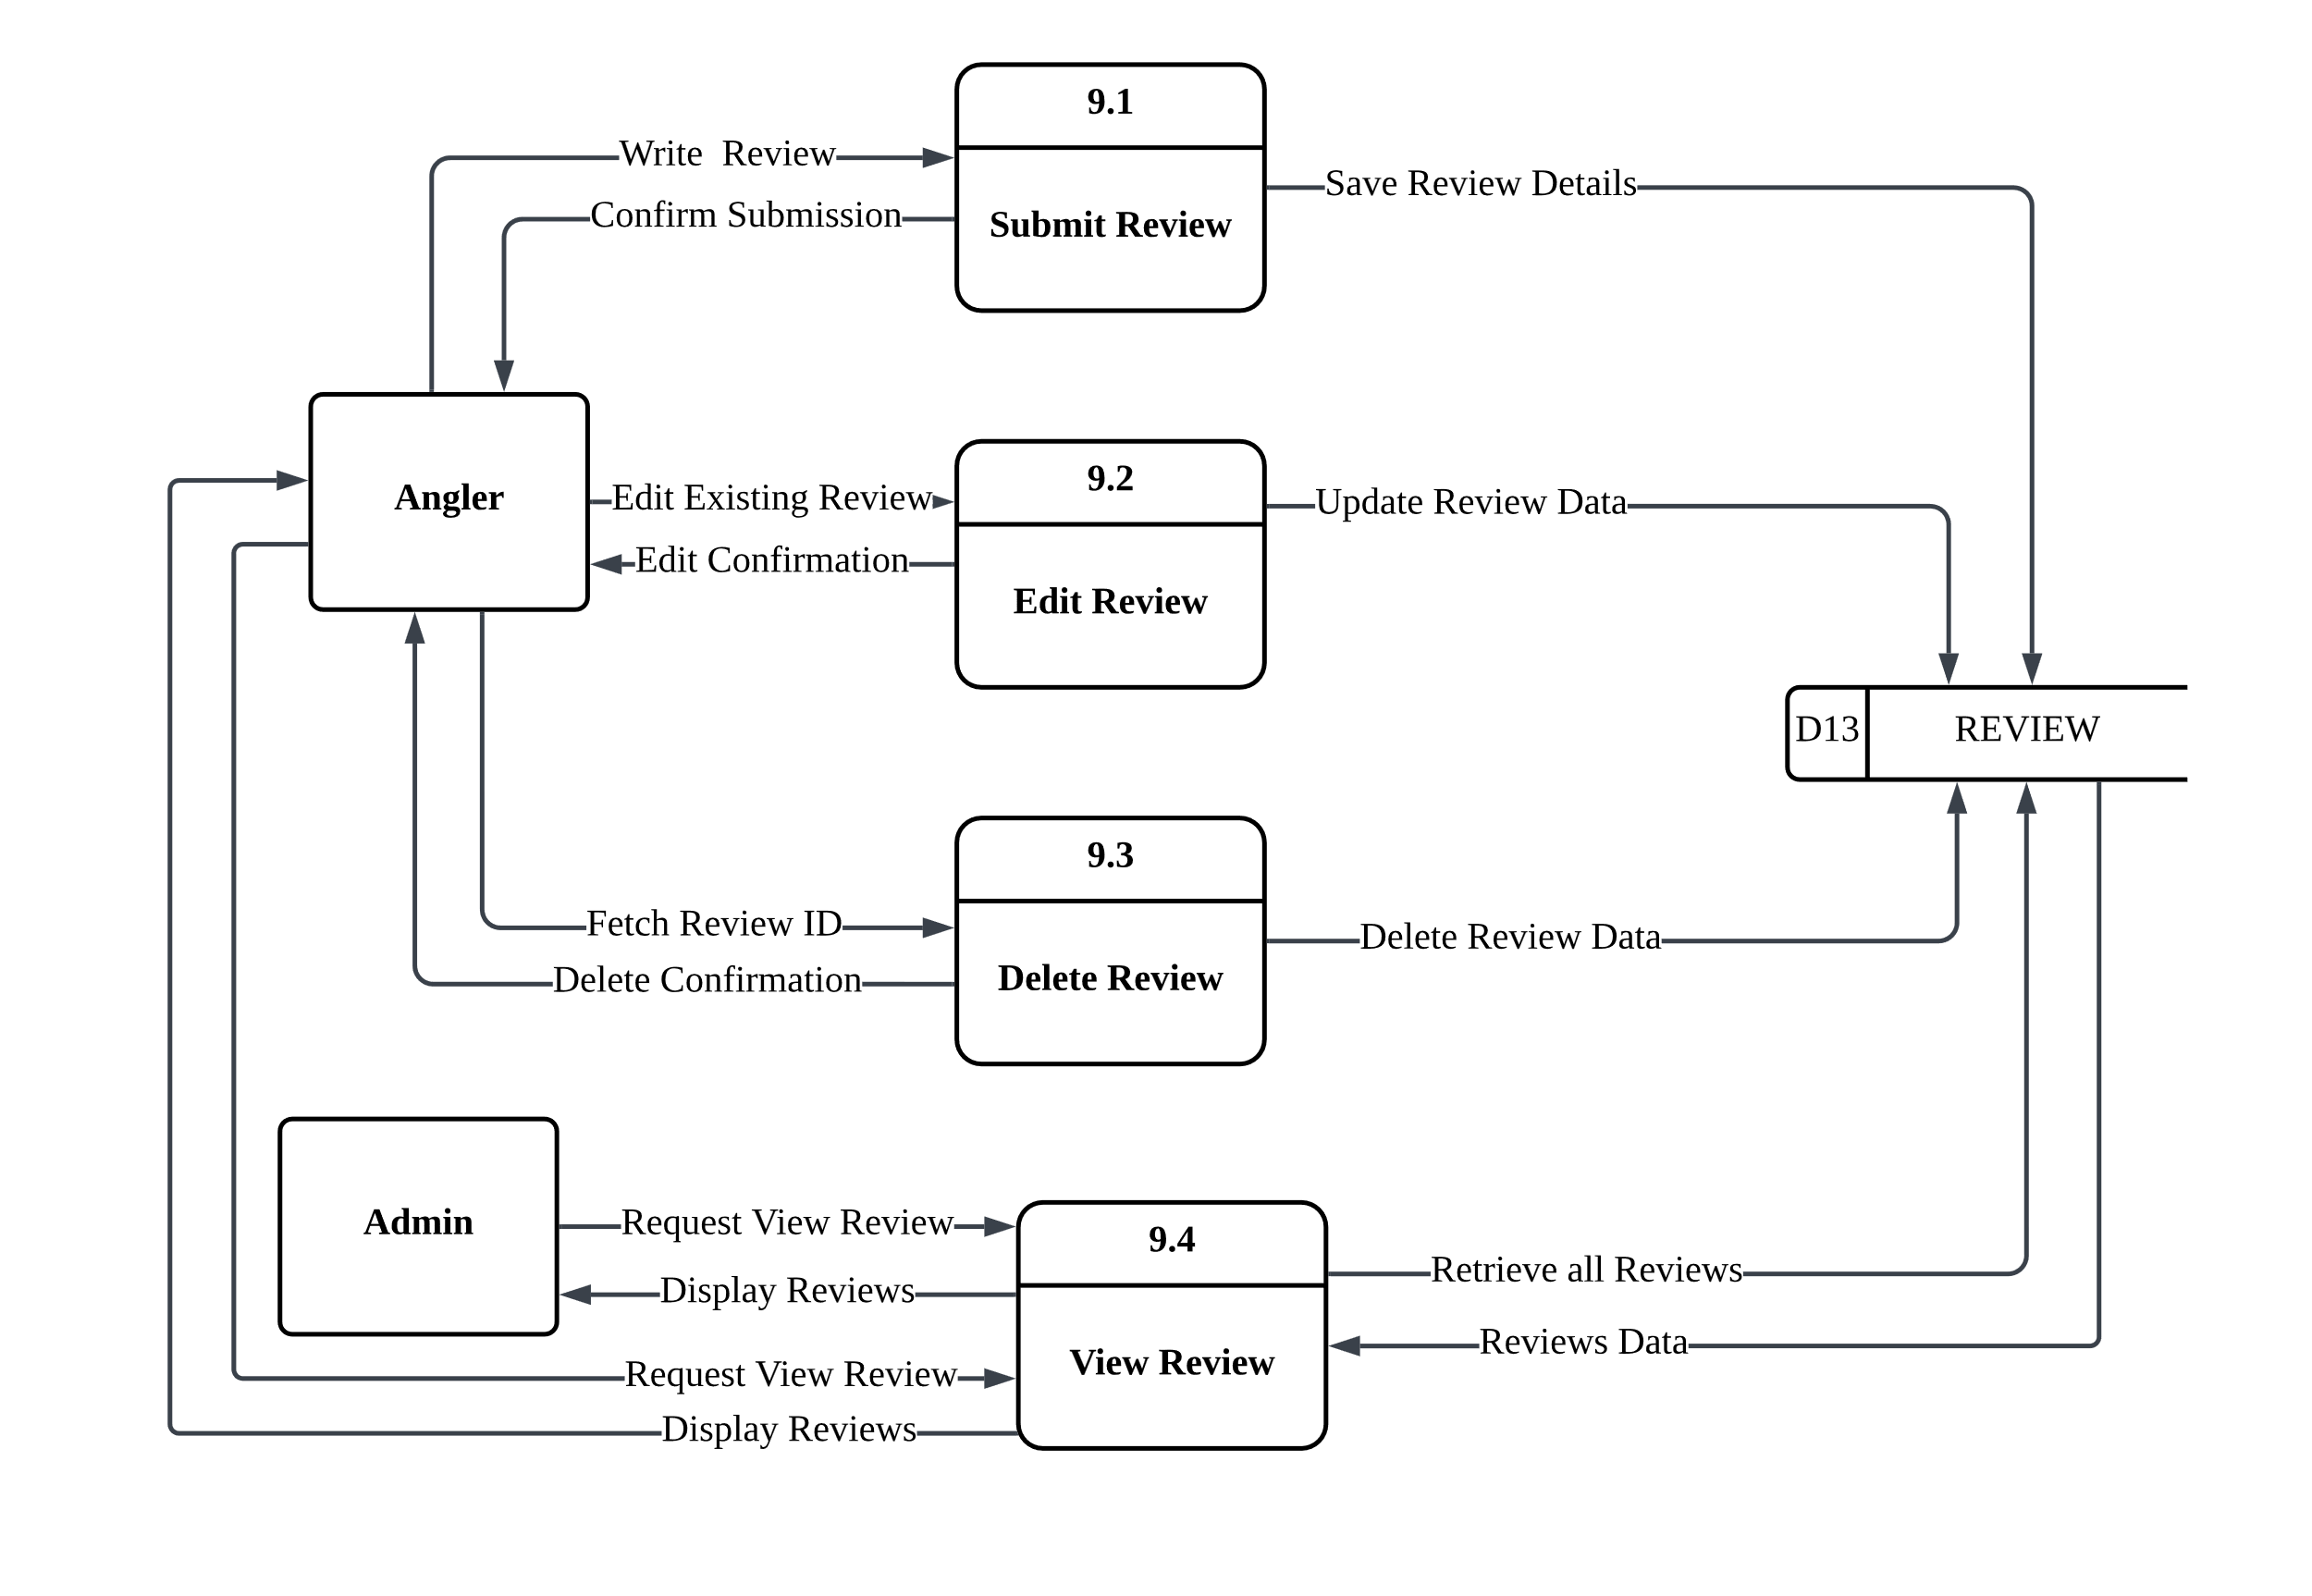 9.1
Write Review
Save Review Details
Confirm Submission
Submit Review
9.2
Angler
Edit Existing Review
Update Review Data
Edit Confirmation
Edit Review
D13
REVIEW
9.3
Fetch Review ID
Delete Review Data
Delete Confirmation
Delete Review
Admin
Request View Review
9.4
Retrieve all Reviews
Display Reviews
Reviews Data
View Review
Request View Review
Display Reviews